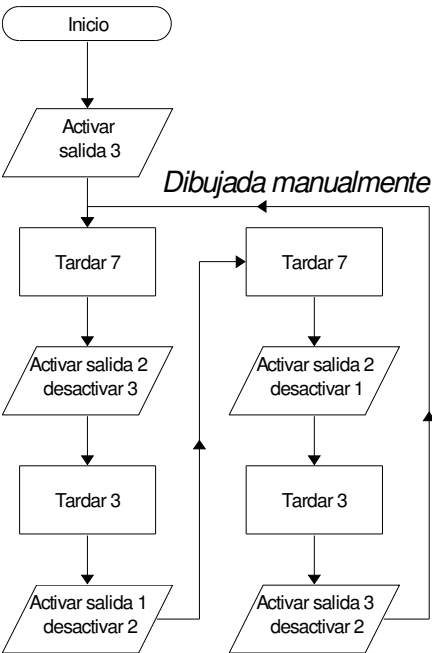 Inicio
Activar
salida 3
Dibujada manualmente
Tardar 7
Activar salida 2
desactivar 3
Tardar 3
Activar salida 1
desactivar 2
Tardar 7
Activar salida 2
desactivar 1
Tardar 3
Activar salida 3
desactivar 2